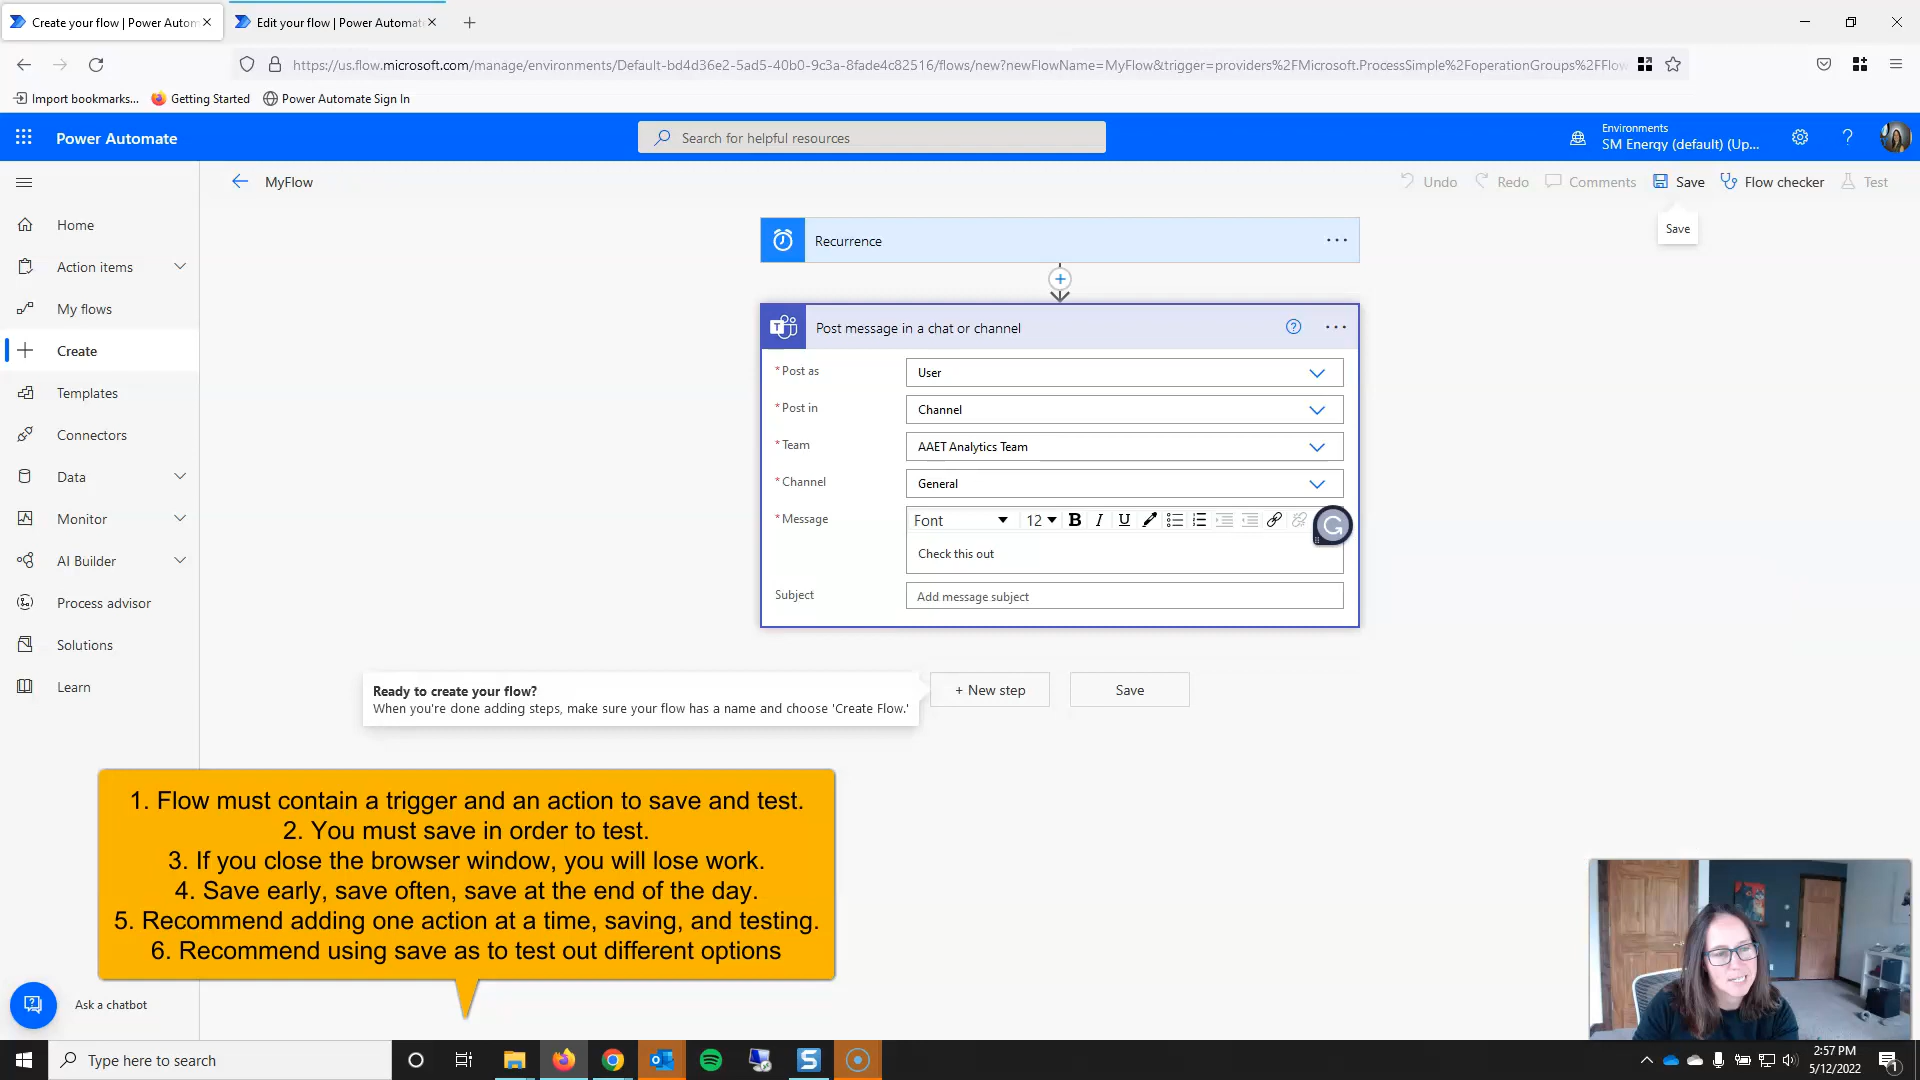 Create your flow | Power Autom
Edit your flow | Power Automat
https://us.flow.microsoft.com/manage/environments/Default-bd4d36e2-5ad5-40b0-9c3a-8fade4c82516/flows/new?newFlowName=MyFlow&trigger=providers%2FMicrosoft.ProcessSimple%2FoperationGroups%2FFlow
Import bookmarks...
Getting Started
Power Automate Sign In
Power Automate
Search for helpful resources
Environments
SM Energy (default) (Up...
MyFlow
Undo
Redo
Comments
Save
Flow checker
Test
Save
Home
Action items
My flows
Create
Templates
Connectors
Data
Monitor
AI Builder
Process advisor
Solutions
Learn
Recurrence
Post message in a chat or channel
* Post as
User
* Post in
Channel
* Team
AAET Analytics Team
* Channel
General
* Message
Font
12
B I U
Check this out
Subject
Add message subject
Ready to create your flow?
When you're done adding steps, make sure your flow has a name and choose 'Create Flow.'
+ New step
Save
1. Flow must contain a trigger and an action to save and test.
2. You must save in order to test.
3. If you close the browser window, you will lose work.
4. Save early, save often, save at the end of the day.
5. Recommend adding one action at a time, saving, and testing.
6. Recommend using save as to test out different options
Ask a chatbot
Type here to search
2:57 PM
5/12/2022